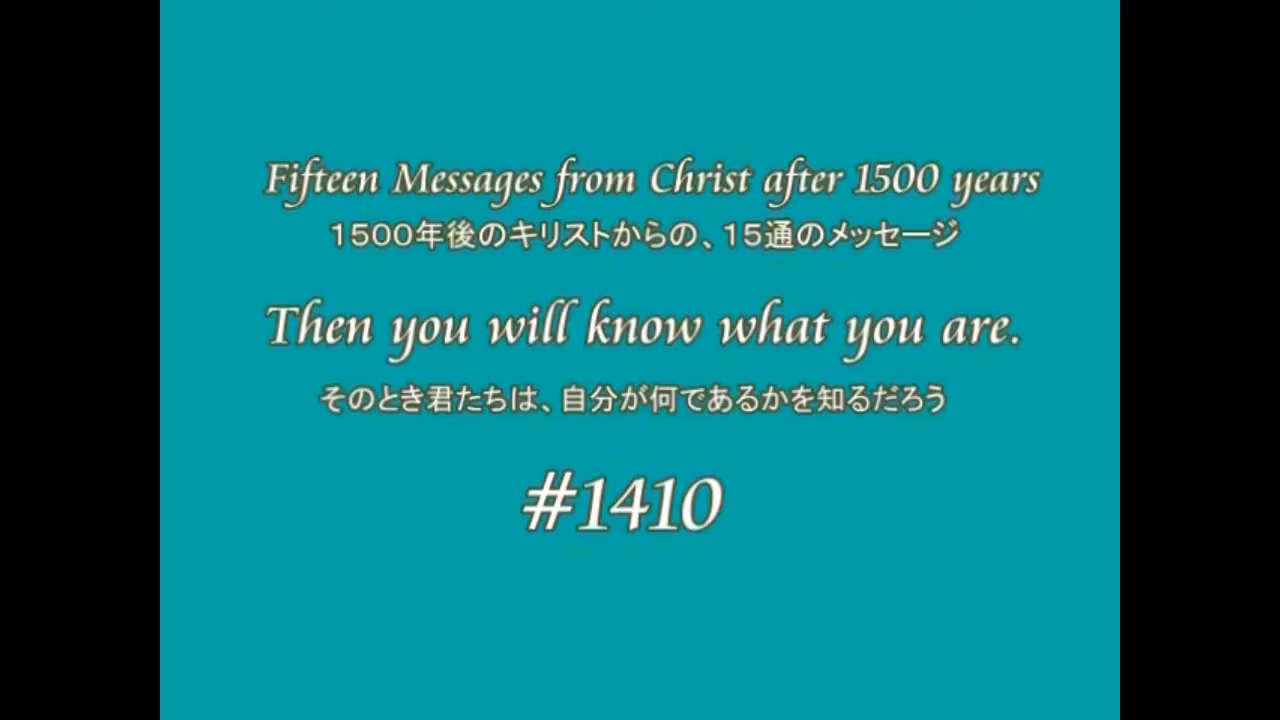 Fifteen Messages from Christ after 1500 years
１５００年後のキリストからの、１５通のメッセージ
Then you will know what you are.
そのとき君たちは、自分が何であるかを知るだろう
#1410